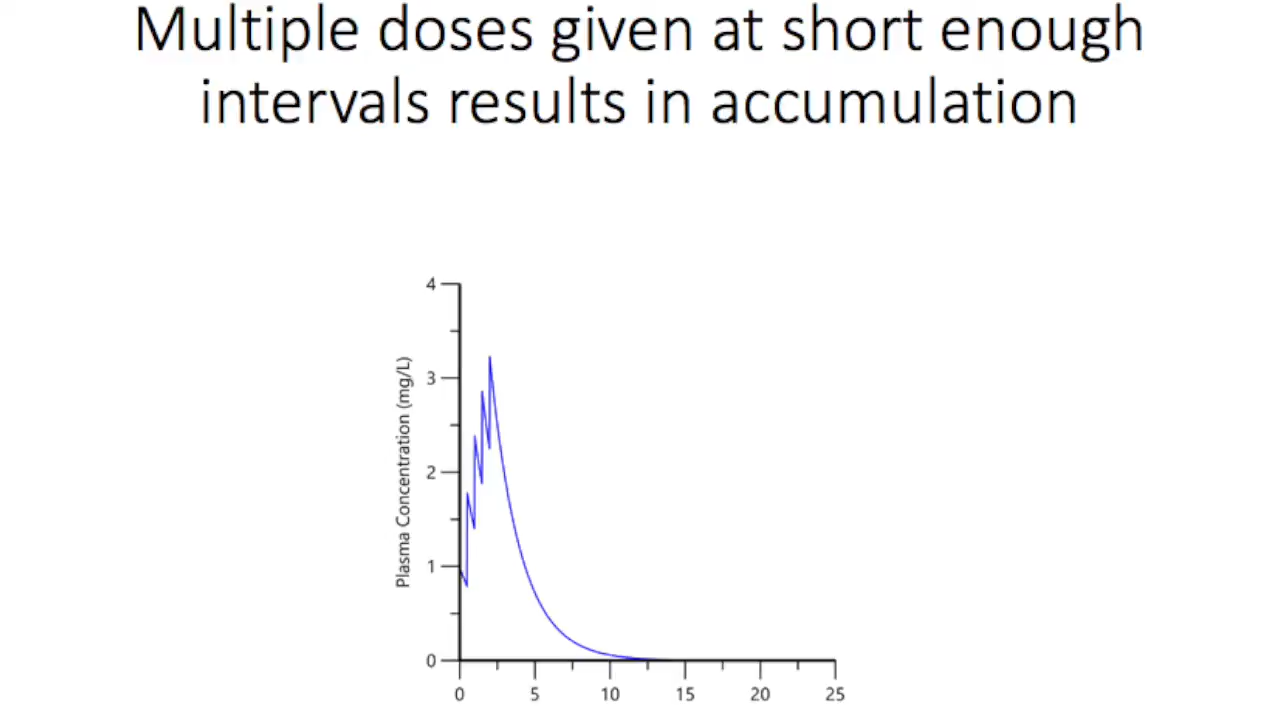 Multiple doses given at short enough
intervals results in accumulation
4
3
2
1
0
Plasma Concentration (mg/L)
0 5 10 15 20 25